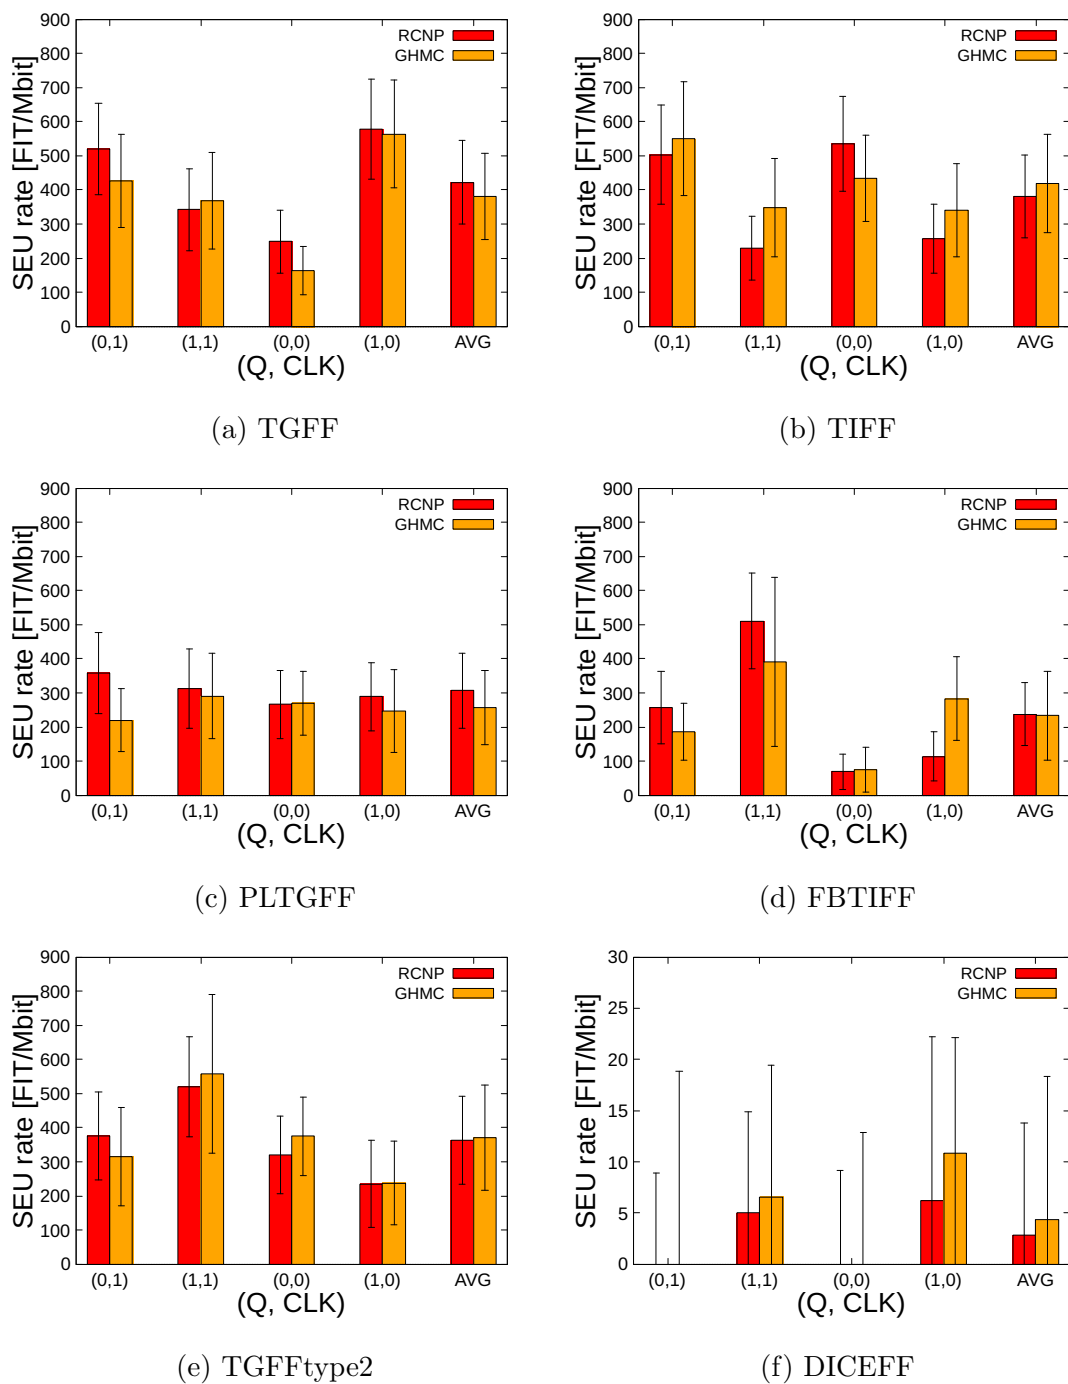 900
800
700
600
500
400
300
200
100
0
SEU rate [FIT/Mbit]
RCNP
GHMC
(0,1) (1,1) (0,0) (1,0) AVG
(Q, CLK)
(a) TGFF
900
800
700
600
500
400
300
200
100
0
SEU rate [FIT/Mbit]
RCNP
GHMC
(0,1) (1,1) (0,0) (1,0) AVG
(Q, CLK)
(b) TIFF
900
800
700
600
500
400
300
200
100
0
SEU rate [FIT/Mbit]
RCNP
GHMC
(0,1) (1,1) (0,0) (1,0) AVG
(Q, CLK)
(c) PLTGFF
900
800
700
600
500
400
300
200
100
0
SEU rate [FIT/Mbit]
RCNP
GHMC
(0,1) (1,1) (0,0) (1,0) AVG
(Q, CLK)
(d) FBTIFF
900
800
700
600
500
400
300
200
100
0
SEU rate [FIT/Mbit]
RCNP
GHMC
(0,1) (1,1) (0,0) (1,0) AVG
(Q, CLK)
(e) TGFFtype2
30
25
20
15
10
5
0
SEU rate [FIT/Mbit]
RCNP
GHMC
(0,1) (1,1) (0,0) (1,0) AVG
(Q, CLK)
(f) DICEFF